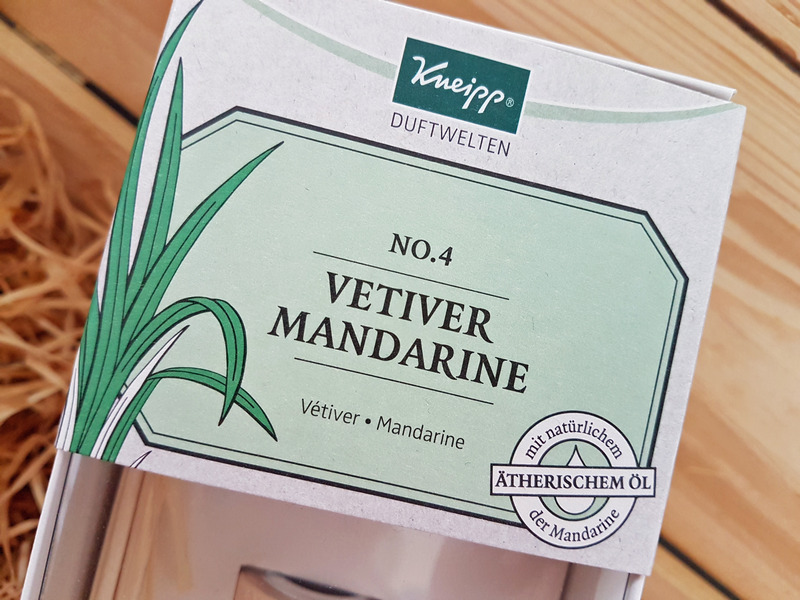 Kneipp®
DUFTWELTEN
NO.4
VETIVER
MANDARINE
Vétiver • Mandarine
mit natürlichem
ÄTHERISCHEM ÖL
der Mandarine